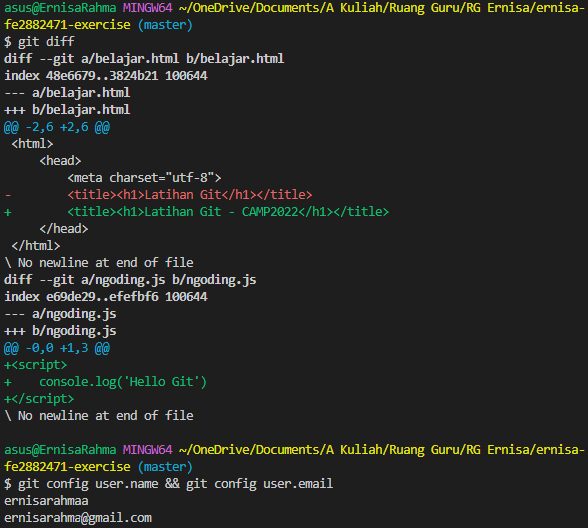 asus@ErnisaRahma MINGW64 ~/OneDrive/Documents/A Kuliah/Ruang Guru/RG Ernisa/ernisa-
fe2882471-exercise (master)
$ git diff
diff --git a/belajar.html b/belajar.html
index 48e6679..3824b21 100644
--- a/belajar.html
+++ b/belajar.html
@@ -2,6 +2,6 @@
 <html>
     <head>
         <meta charset="utf-8">
-        <title><h1>Latihan Git</h1></title>
+        <title><h1>Latihan Git - CAMP2022</h1></title>
     </head>
 </html>
\ No newline at end of file
diff --git a/ngoding.js b/ngoding.js
index e69de29..efefbf6 100644
--- a/ngoding.js
+++ b/ngoding.js
@@ -0,0 +1,3 @@
+<script>
+    console.log('Hello Git')
+</script>
\ No newline at end of file
asus@ErnisaRahma MINGW64 ~/OneDrive/Documents/A Kuliah/Ruang Guru/RG Ernisa/ernisa-
fe2882471-exercise (master)
$ git config user.name && git config user.email
ernisarahmaa
ernisarahma@gmail.com